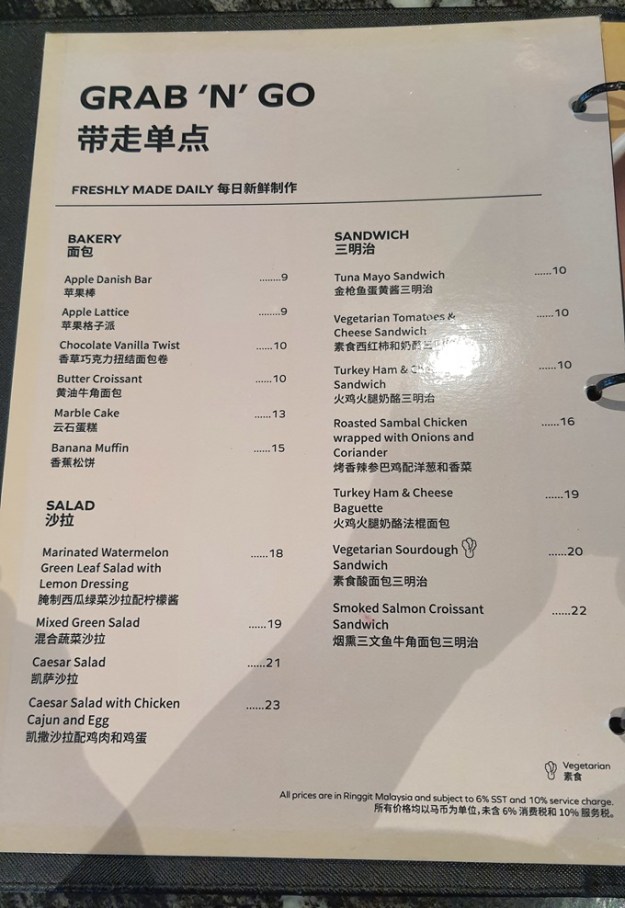 GRAB 'N' GO
带走单点
FRESHLY MADE DAILY 每日新鲜制作
BAKERY
面包
Apple Danish Bar ........9
苹果棒
Apple Lattice ........9
苹果格子派
Chocolate Vanilla Twist ......10
香草巧克力扭结面包卷
Butter Croissant ......10
黄油牛角面包
Marble Cake ......13
云石蛋糕
Banana Muffin ......15
香蕉松饼
SALAD
沙拉
Marinated Watermelon ......18
Green Leaf Salad with
Lemon Dressing
腌制西瓜绿菜沙拉配柠檬酱
Mixed Green Salad ......19
混合蔬菜沙拉
Caesar Salad ......21
凯萨沙拉
Caesar Salad with Chicken ......23
Cajun and Egg
凯撒沙拉配鸡肉和鸡蛋
SANDWICH
三明治
Tuna Mayo Sandwich ......10
金枪鱼蛋黄酱三明治
Vegetarian Tomatoes & ......10
Cheese Sandwich
素食西红柿和奶酪三
Turkey Ham & ......10
Sandwich
火鸡火腿奶酪三明治
Roasted Sambal Chicken ......16
wrapped with Onions and
Coriander
烤香辣参巴鸡配洋葱和香菜
Turkey Ham & Cheese ......19
Baguette
火鸡火腿奶酪法棍面包
Vegetarian Sourdough ......20
Sandwich
素食酸面包三明治
Smoked Salmon Croissant ......22
Sandwich
烟熏三文鱼牛角面包三明治
Vegetarian
素食
All prices are in Ringgit Malaysia and subject to 6% SST and 10% service charge.
所有价格均以马币为单位,未含 6% 消费税和 10% 服务税。